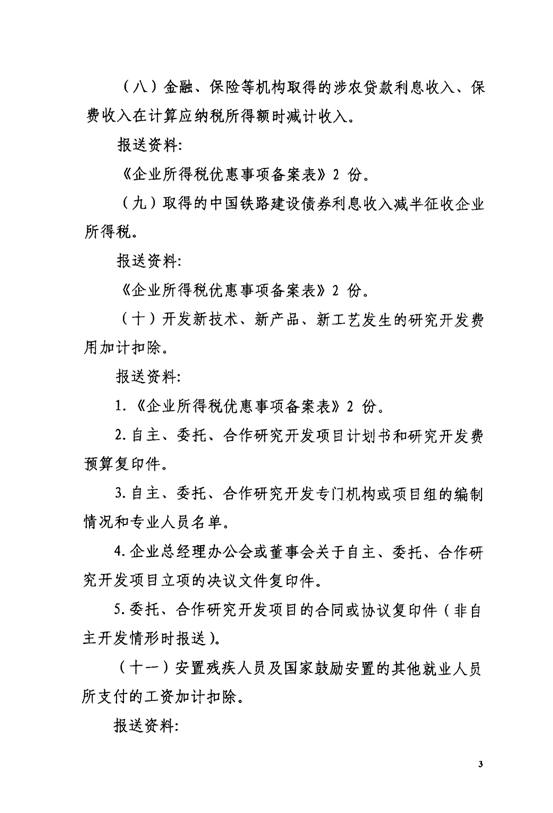 （八）金融、保险等机构取得的涉农贷款利息收入、保
费收入在计算应纳税所得额时减计收入。
报送资料:
《企业所得税优惠事项备案表》2 份。
（九）取得的中国铁路建设债券利息收入减半征收企业
所得税。
报送资料:
《企业所得税优惠事项备案表》2 份。
（十）开发新技术、新产品、新工艺发生的研究开发费
用加计扣除。
报送资料:
1.《企业所得税优惠事项备案表》2 份。
2.自主、委托、合作研究开发项目计划书和研究开发费
预算复印件。
3.自主、委托、合作研究开发专门机构或项目组的编制
情况和专业人员名单。
4.企业总经理办公会或董事会关于自主、委托、合作研
究开发项目立项的决议文件复印件。
5.委托、合作研究开发项目的合同或协议复印件（非自
主开发情形时报送）。
（十一）安置残疾人员及国家鼓励安置的其他就业人员
所支付的工资加计扣除。
报送资料:
3